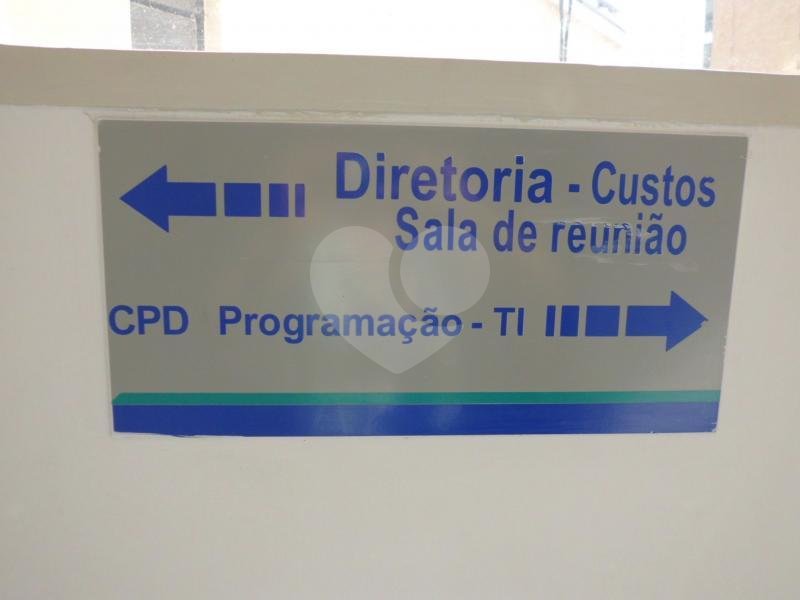 Diretoria - Custos
Sala de reunião
CPD Programação - TI